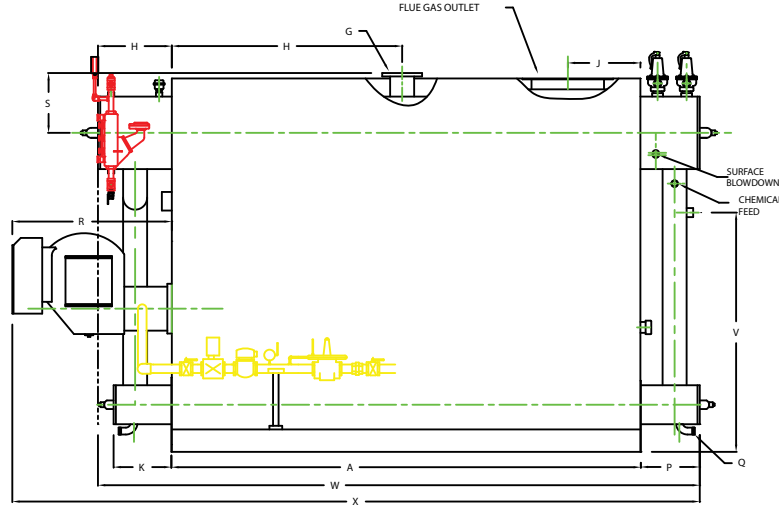 FLUE GAS OUTLET
G
H
H
J
S
SURFACE
BLOWDOWN
CHEMICAL
FEED
R
V
Q
K
A
P
W
X